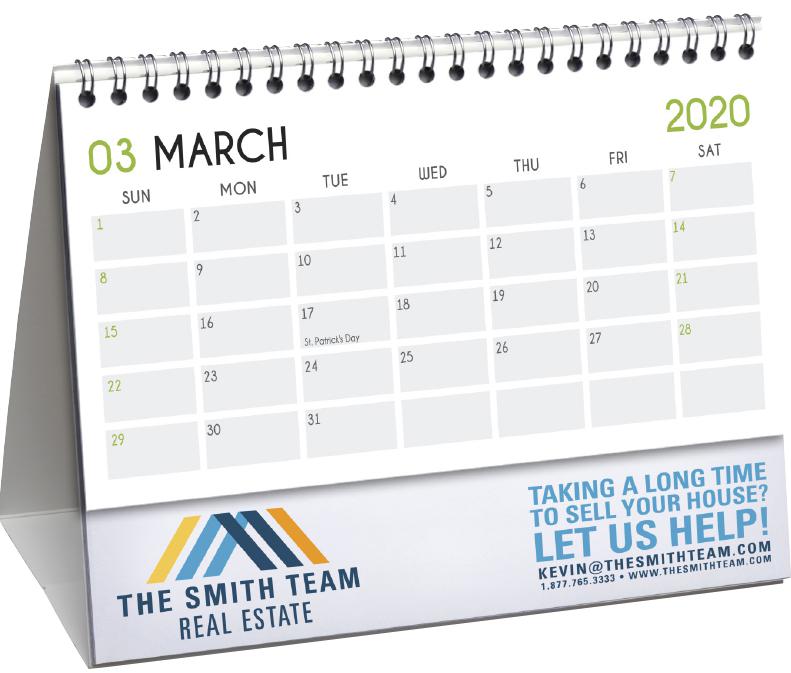 03 MARCH 2020
SUN MON TUE WED THU FRI SAT
1 2 3 4 5 6 7
8 9 10 11 12 13 14
15 16 17 18 19 20 21
St. Patrick's Day
22 23 24 25 26 27 28
29 30 31
THE SMITH TEAM
REAL ESTATE
TAKING A LONG TIME
TO SELL YOUR HOUSE?
LET US HELP!
KEVIN@THESMITHTEAM.COM
1.877.765.3333 • WWW.THESMITHTEAM.COM